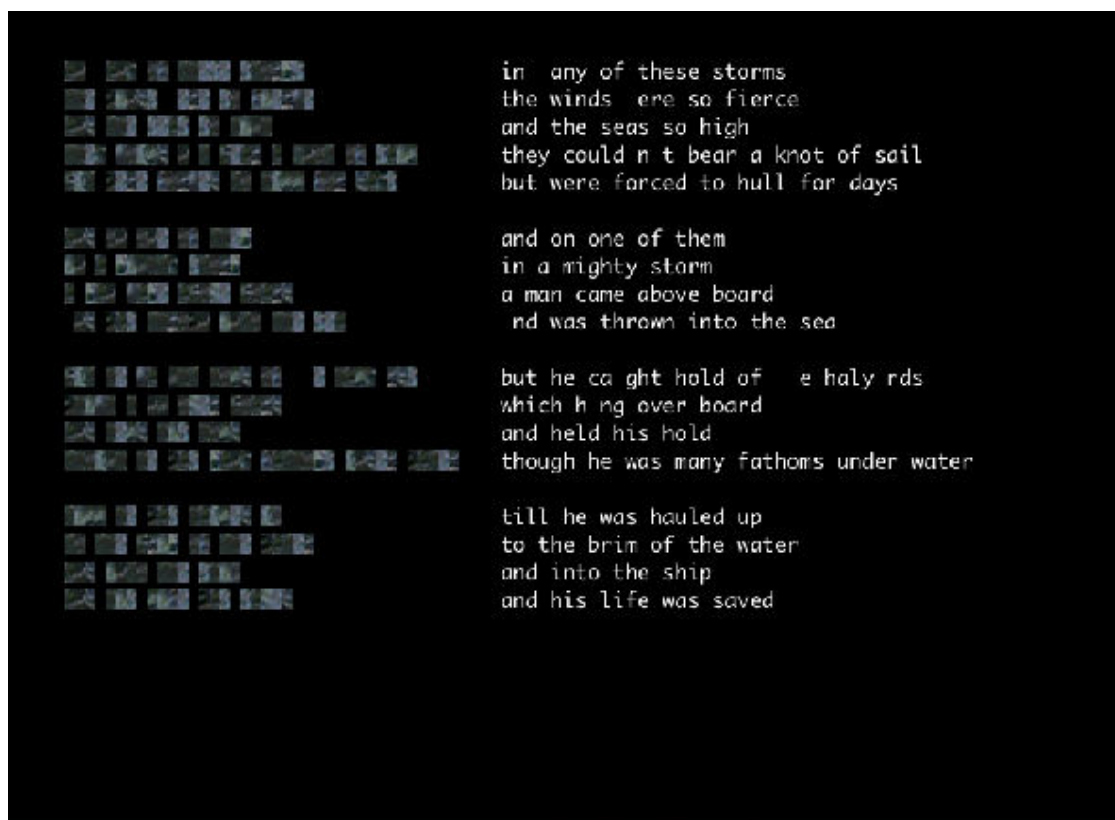 in  any of these storms
the winds  ere so fierce
and the seas so high
they could n t bear a knot of sail
but were forced to hull for days

and on one of them
in a mighty storm
a man came above board
 nd was thrown into the sea

but he ca ght hold of   e haly rds
which h ng over board
and held his hold
though he was many fathoms under water

till he was hauled up
to the brim of the water
and into the ship
and his life was saved